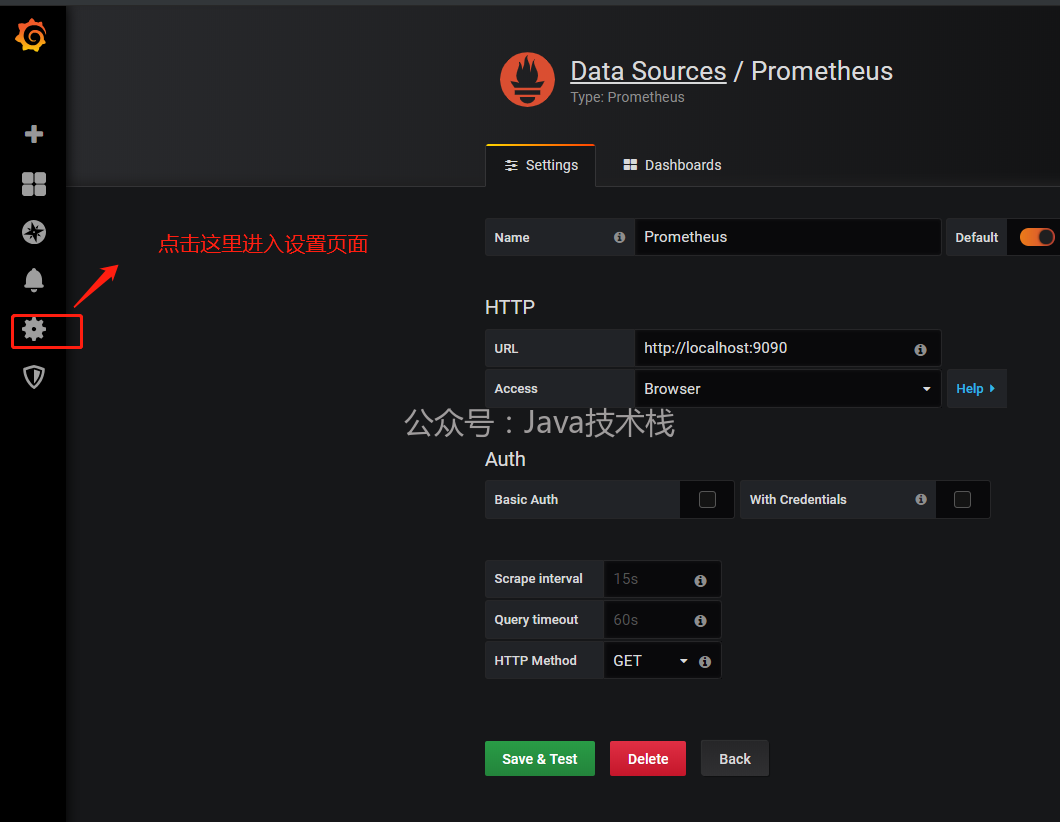 Data Sources / Prometheus
Type: Prometheus
Settings
Dashboards
点击这里进入设置页面
Name
Prometheus
Default
HTTP
URL
http://localhost:9090
Access
Browser
Help
公众号：Java技术栈
Auth
Basic Auth
With Credentials
Scrape interval
15s
Query timeout
60s
HTTP Method
GET
Save & Test
Delete
Back